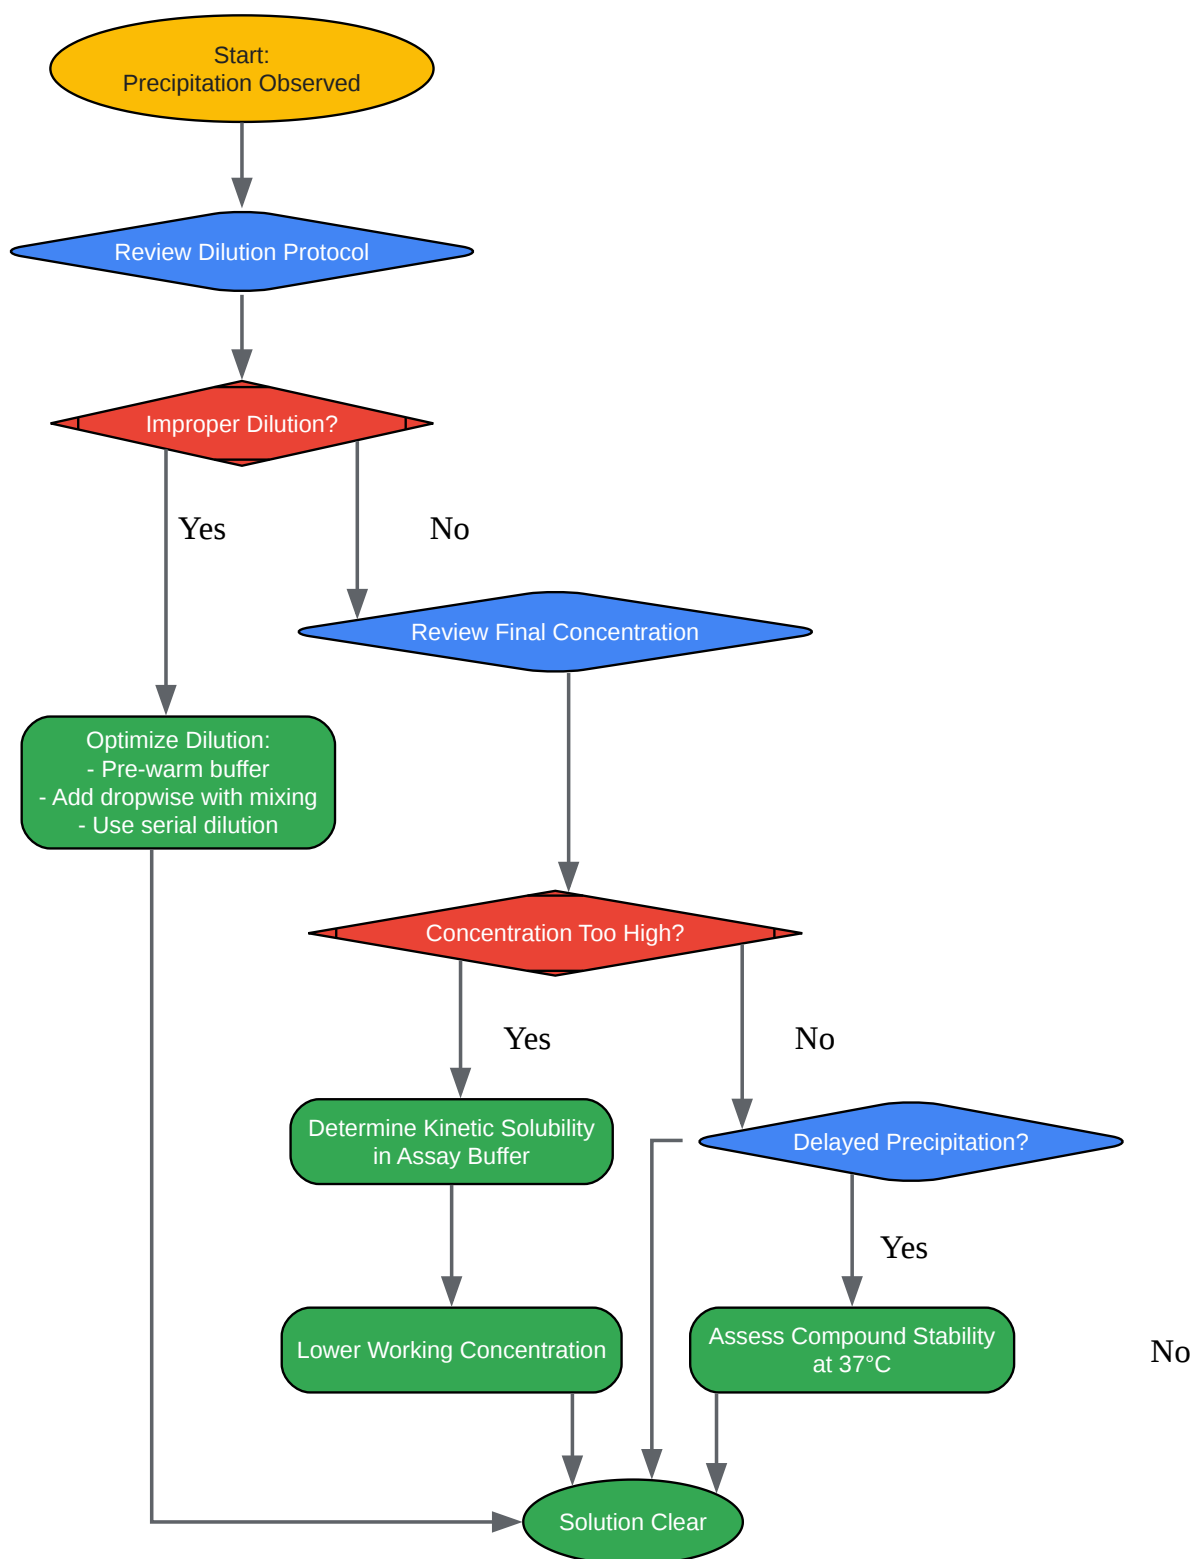 Start:
Precipitation Observed
Review Dilution Protocol
Improper Dilution?
Yes
No
Review Final Concentration
Optimize Dilution:
- Pre-warm buffer
- Add dropwise with mixing
- Use serial dilution
Concentration Too High?
Yes
No
Determine Kinetic Solubility
in Assay Buffer
Delayed Precipitation?
Yes
Lower Working Concentration
Assess Compound Stability
at 37°C
No
Solution Clear